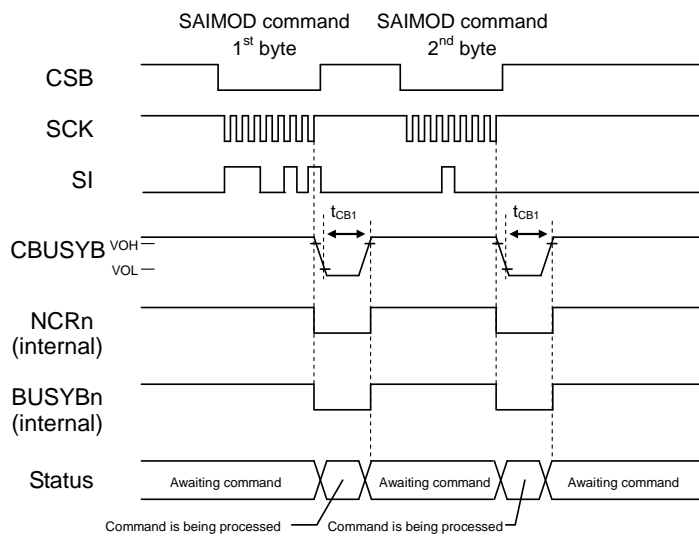 SAIMOD command
1st byte
SAIMOD command
2nd byte
CSB
SCK
SI
tCB1
tCB1
CBUSYB
VOH
VOL
NCRn
(internal)
BUSYBn
(internal)
Status
Awaiting command
Awaiting command
Awaiting command
Command is being processed
Command is being processed